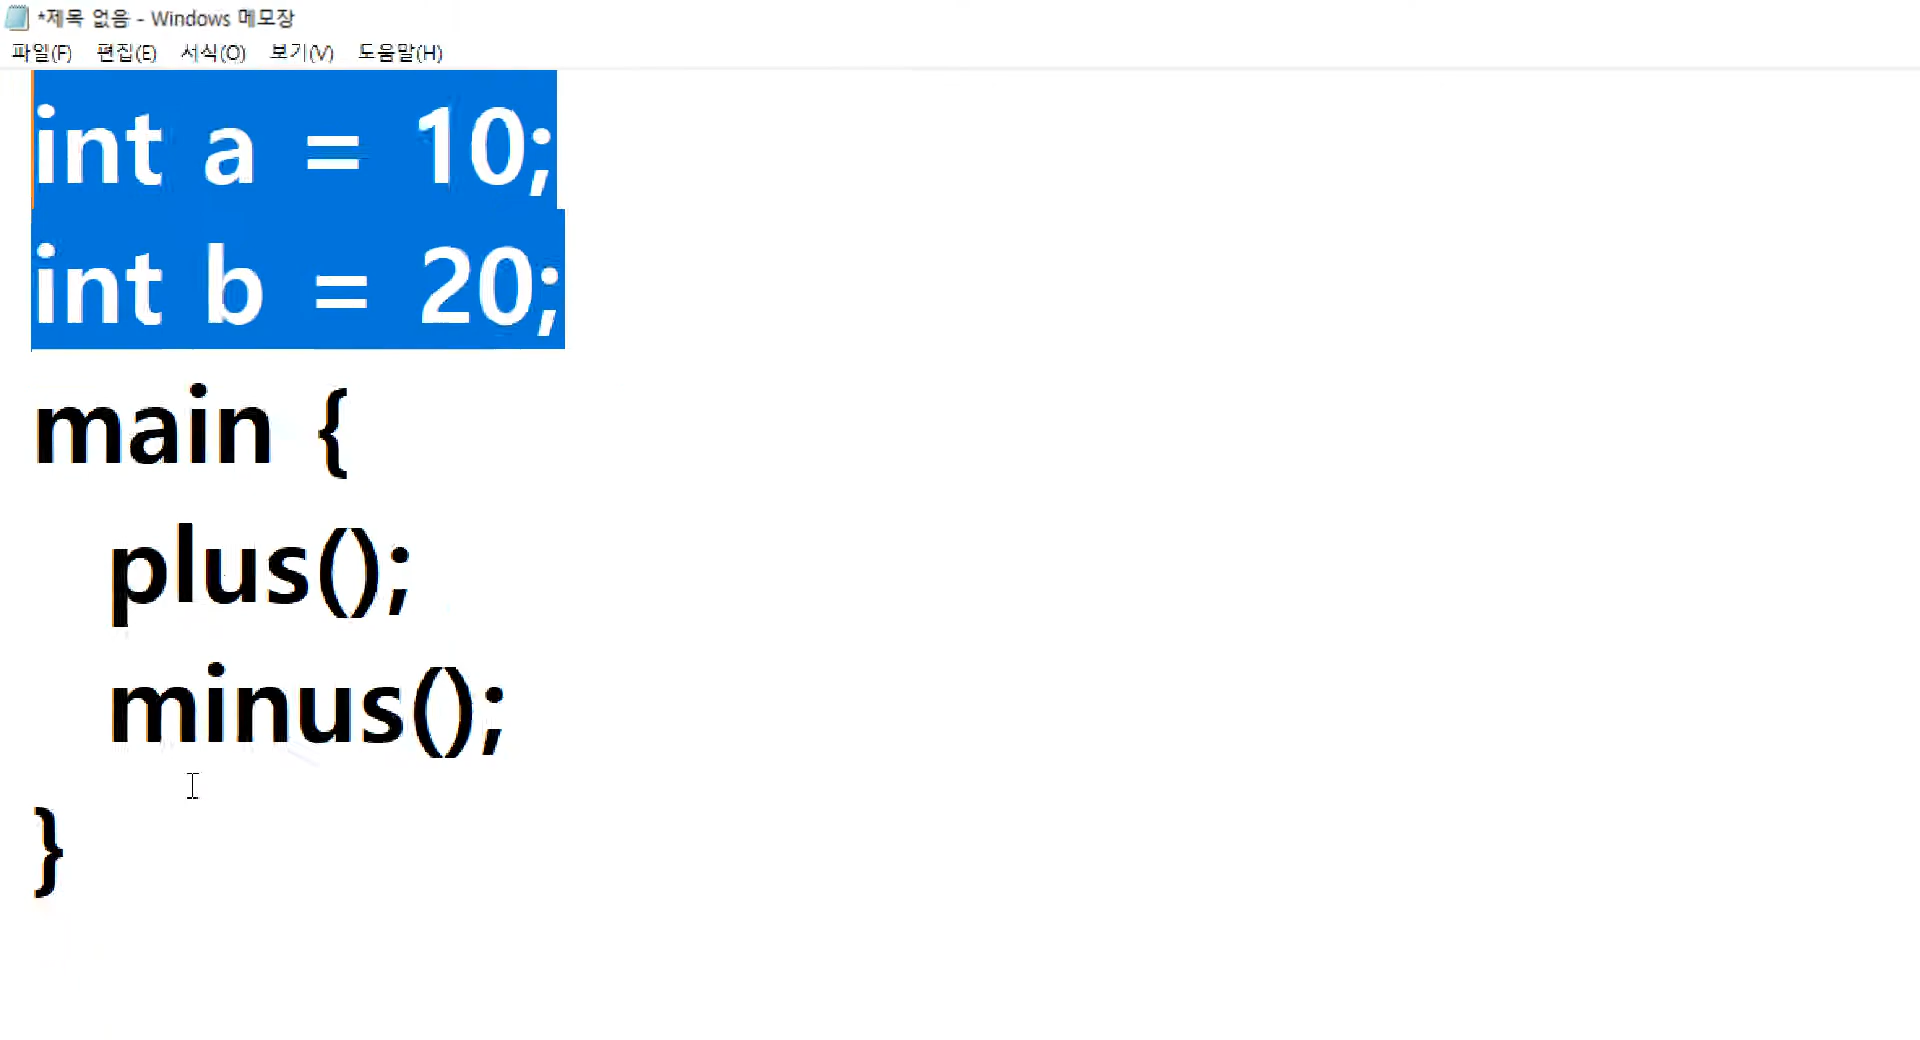 *제목 없음 - Windows 메모장
파일(F) 편집(E) 서식(O) 보기(V) 도움말(H)
int a = 10;
int b = 20;
main {
plus();
minus();
}